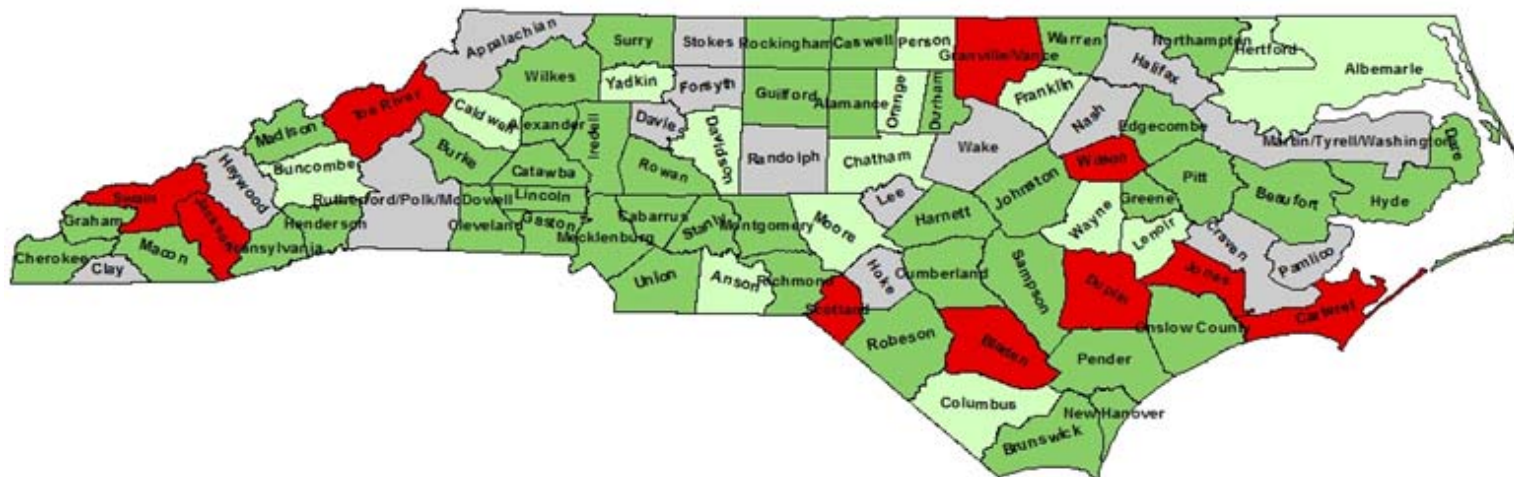 Appalachian
Surry
Stokes
Rockingham
Caswell
Person
Granville/Vance
Warren
Northampton
Hertford
Halifax
Albemarle
Wilkes
Yadkin
Forsyth
Guilford
Alamance
Orange
Durham
Franklin
Nash
Toe River
Caldwell
Alexander
Iredell
Davie
Davidson
Randolph
Chatham
Wake
Edgecombe
Martin/Tyrell/Washington
Dare
Madison
Buncombe
Burke
Catawba
Rowan
Wilson
Pitt
Beaufort
Hyde
Haywood
Rutherford/Polk/McDowell
Lincoln
Lee
Johnston
Greene
Swain
Jackson
Graham
Henderson
Transylvania
Cleveland
Gaston
Mecklenburg
Cabarrus
Stanly
Montgomery
Moore
Harnett
Wayne
Lenoir
Craven
Pamlico
Cherokee
Clay
Macon
Union
Anson
Richmond
Hoke
Cumberland
Sampson
Duplin
Jones
Carteret
Scotland
Robeson
Bladen
Onslow County
Pender
Columbus
New Hanover
Brunswick